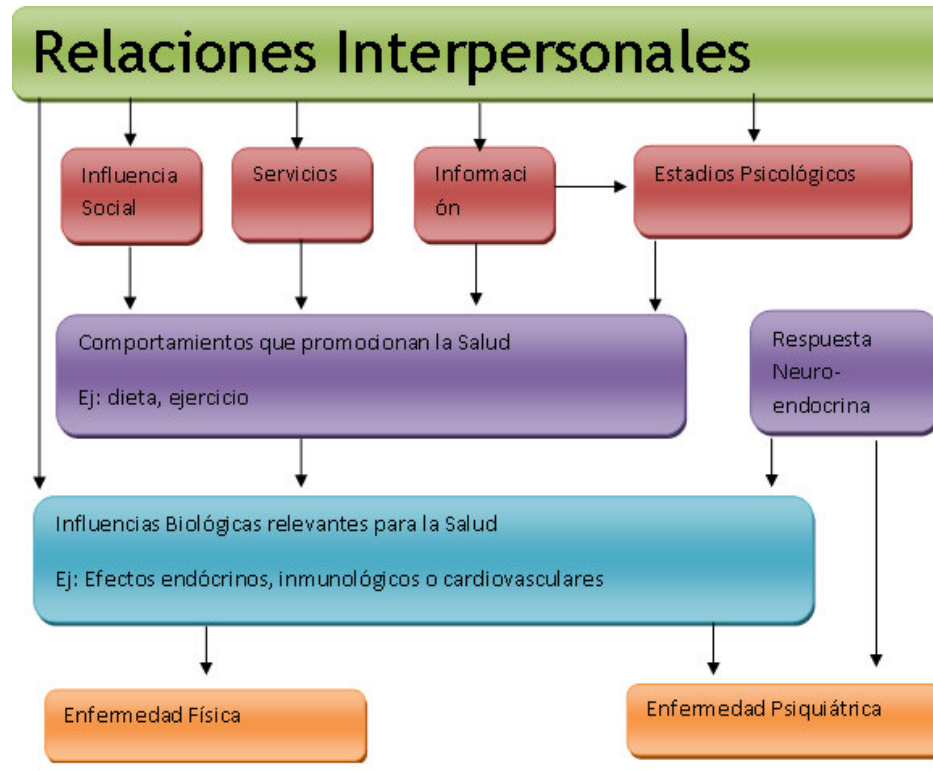 Relaciones Interpersonales
Influencia
Social
Servicios
Informaci
ón
Estadios Psicológicos
Comportamientos que promocionan la Salud
Ej: dieta, ejercicio
Respuesta
Neuro-
endocrina
Influencias Biológicas relevantes para la Salud
Ej: Efectos endócrinos, inmunológicos o cardiovasculares
Enfermedad Física
Enfermedad Psiquiátrica